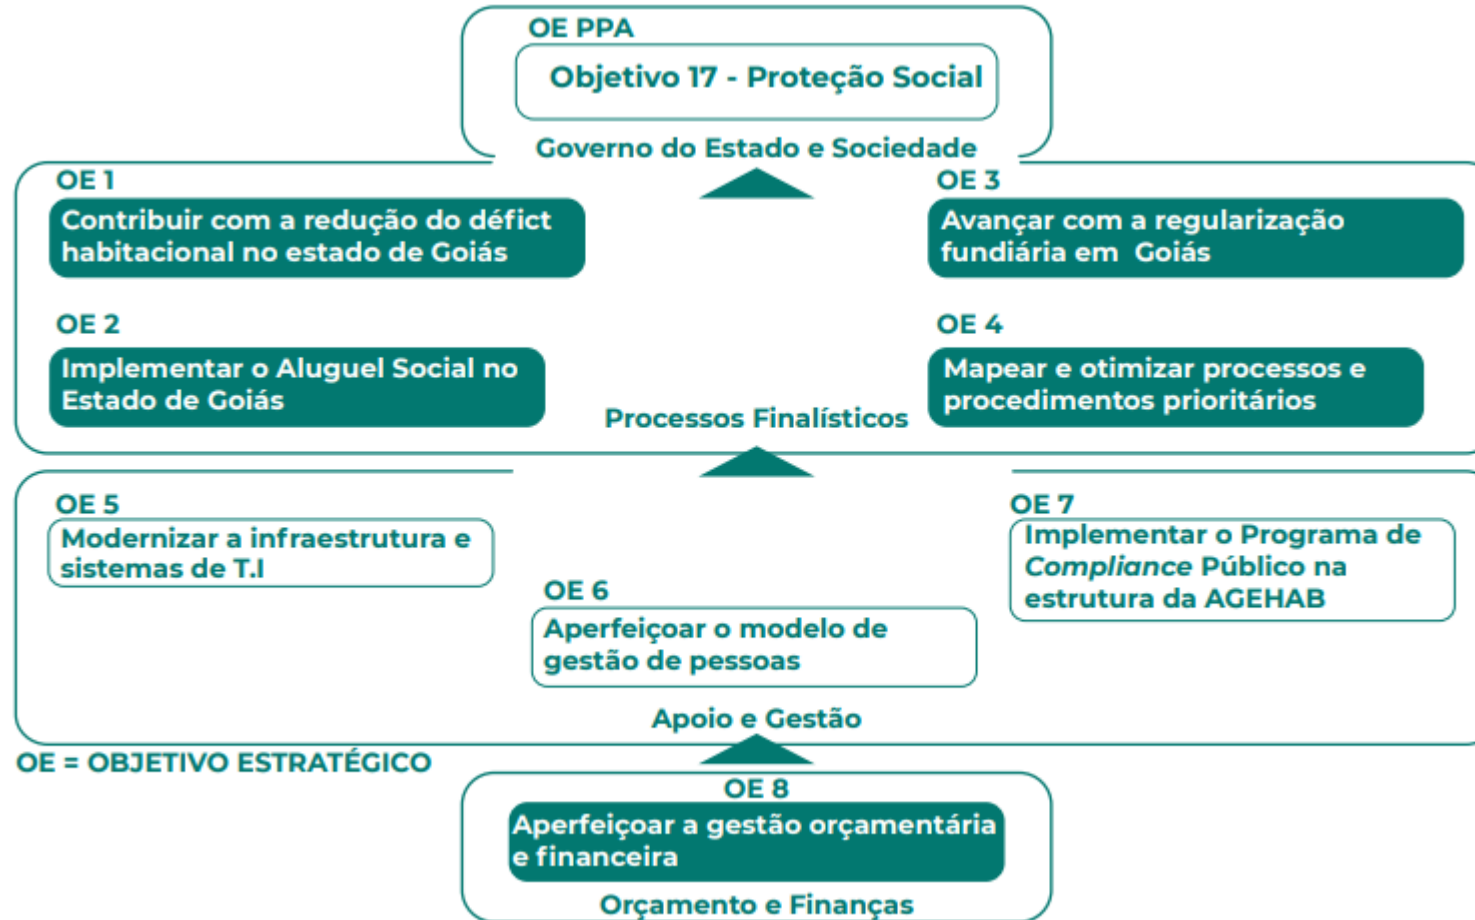 OE PPA
Objetivo 17 - Proteção Social
Governo do Estado e Sociedade
OE 1
Contribuir com a redução do défict
habitacional no estado de Goiás
OE 3
Avançar com a regularização
fundiária em Goiás
OE 2
Implementar o Aluguel Social no
Estado de Goiás
OE 4
Mapear e otimizar processos e
procedimentos prioritários
Processos Finalísticos
OE 5
Modernizar a infraestrutura e
sistemas de T.I
OE 6
Aperfeiçoar o modelo de
gestão de pessoas
OE 7
Implementar o Programa de
Compliance Público na
estrutura da AGEHAB
Apoio e Gestão
OE = OBJETIVO ESTRATÉGICO
OE 8
Aperfeiçoar a gestão orçamentária
e financeira
Orçamento e Finanças